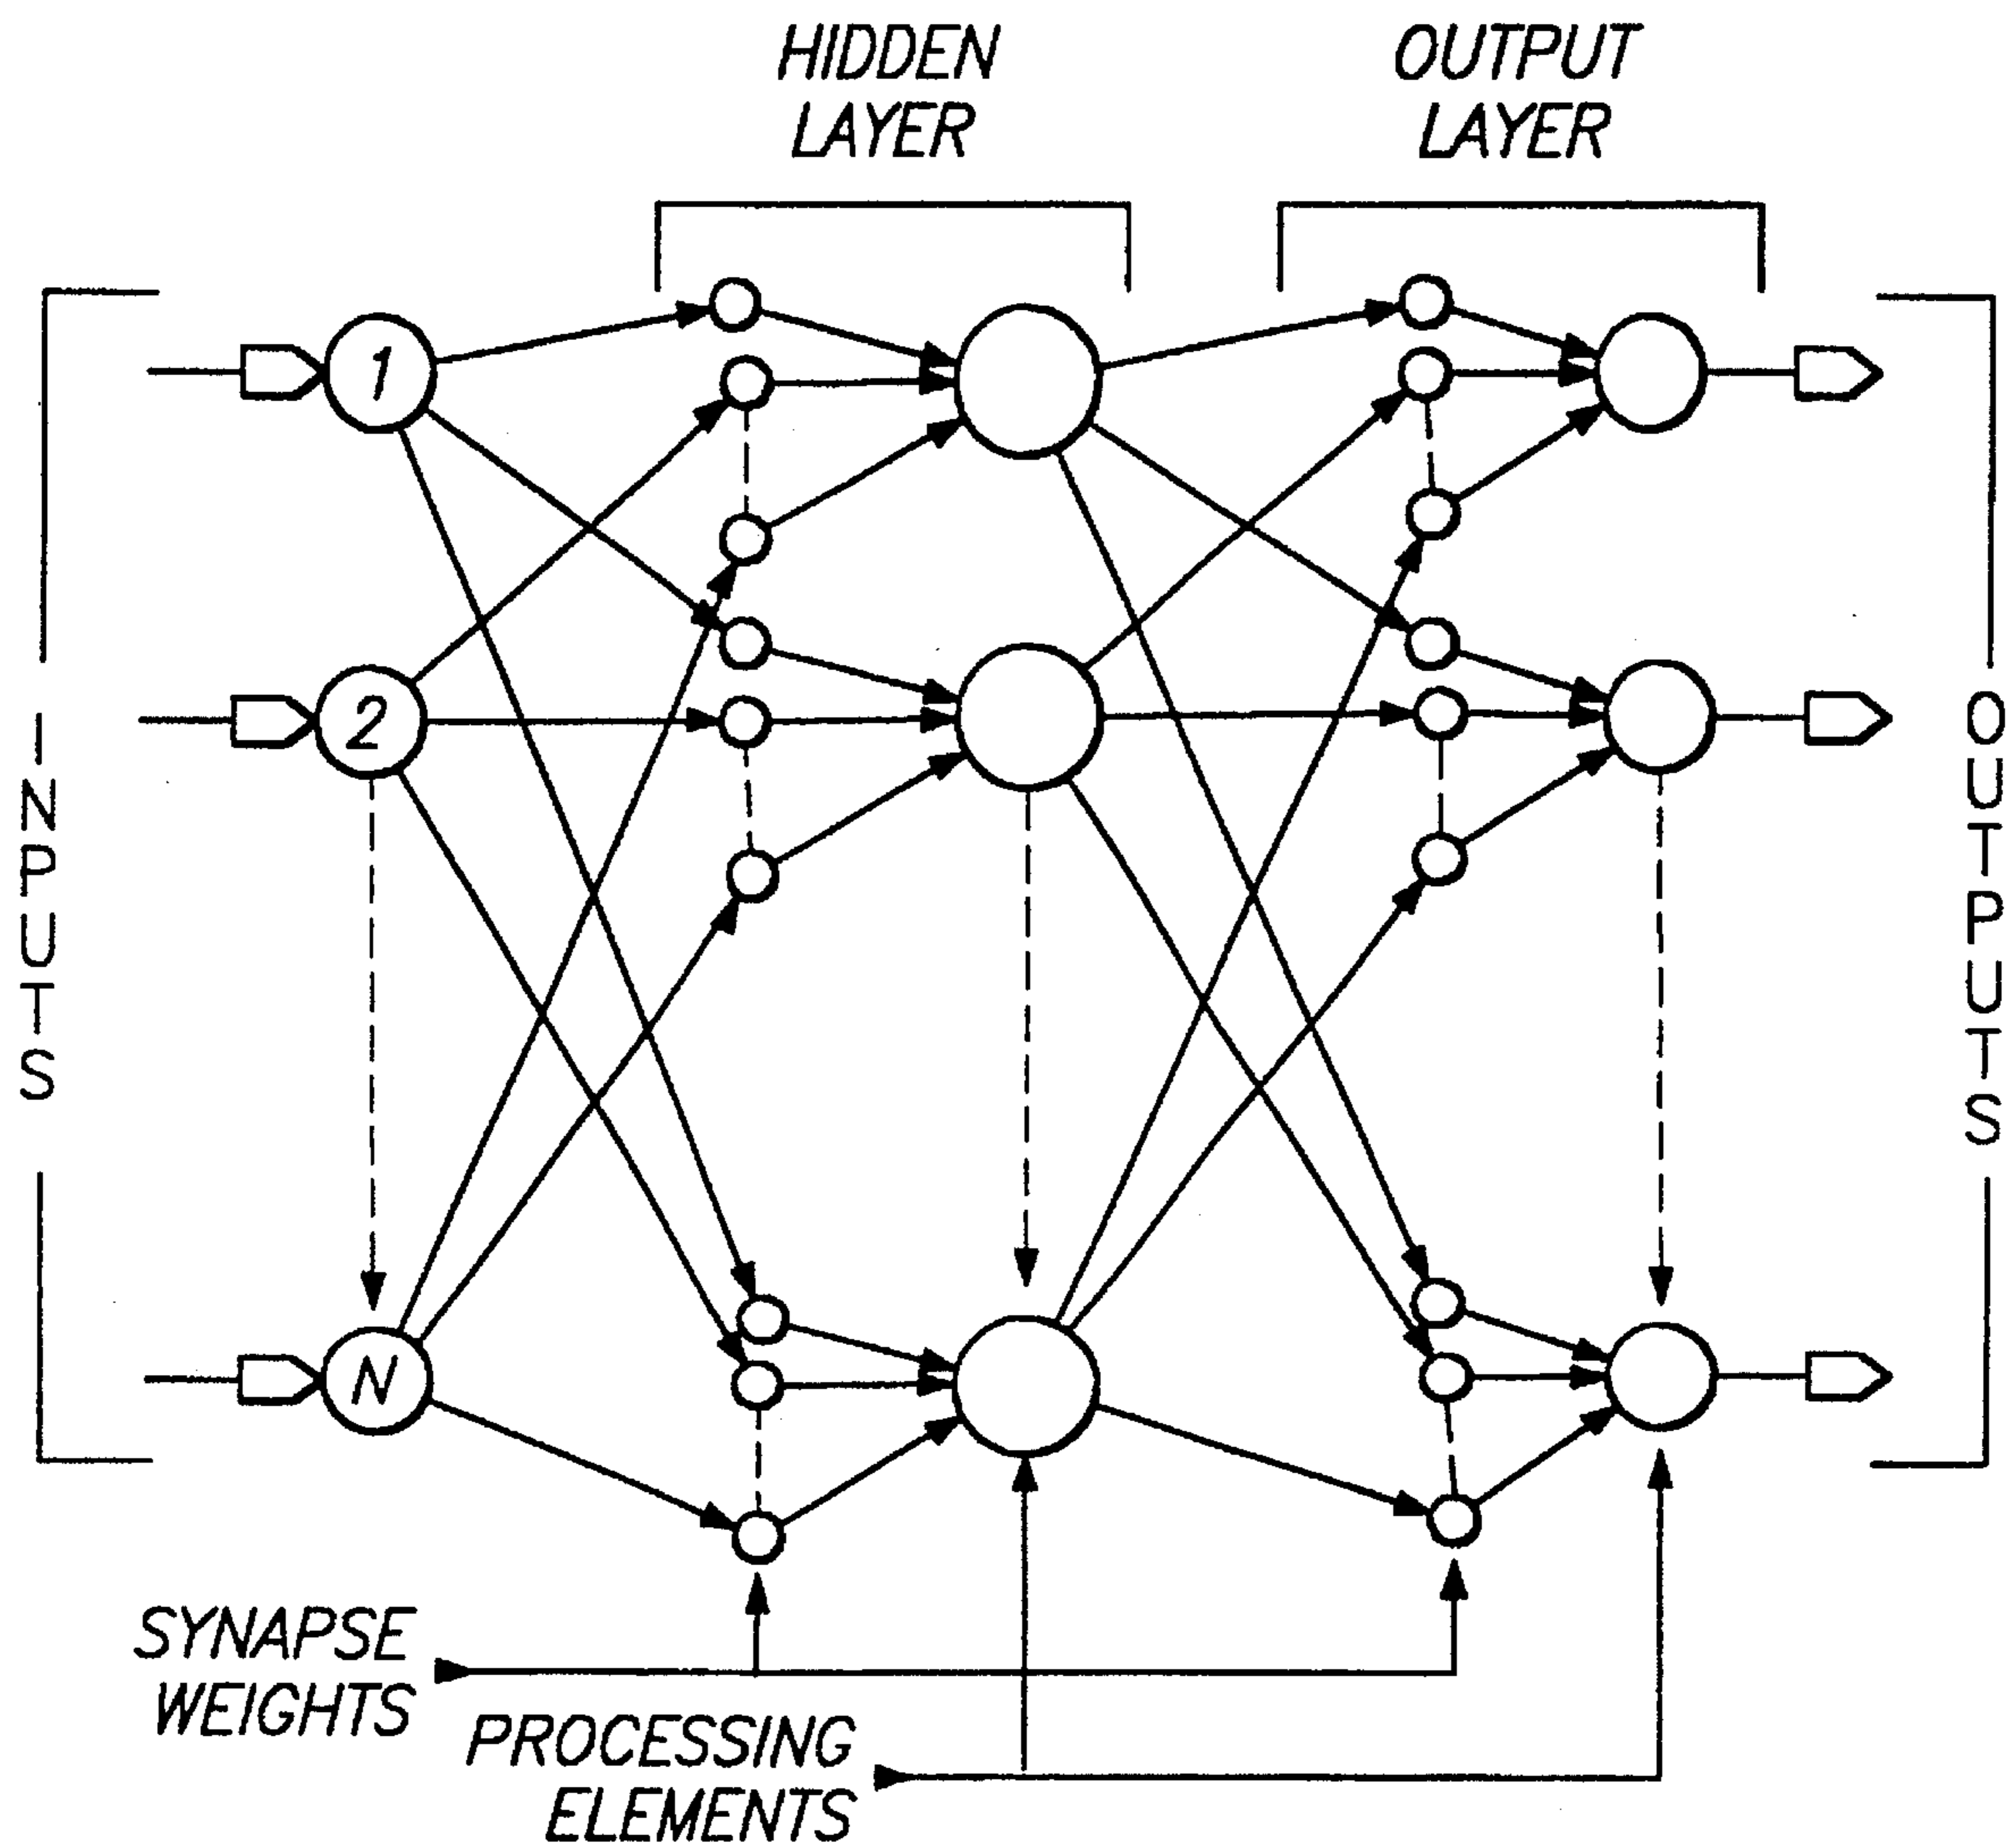 HIDDEN
LAYER
OUTPUT
LAYER
1
2
N
INPUTS
OUTPUTS
SYNAPSE
WEIGHTS
PROCESSING
ELEMENTS